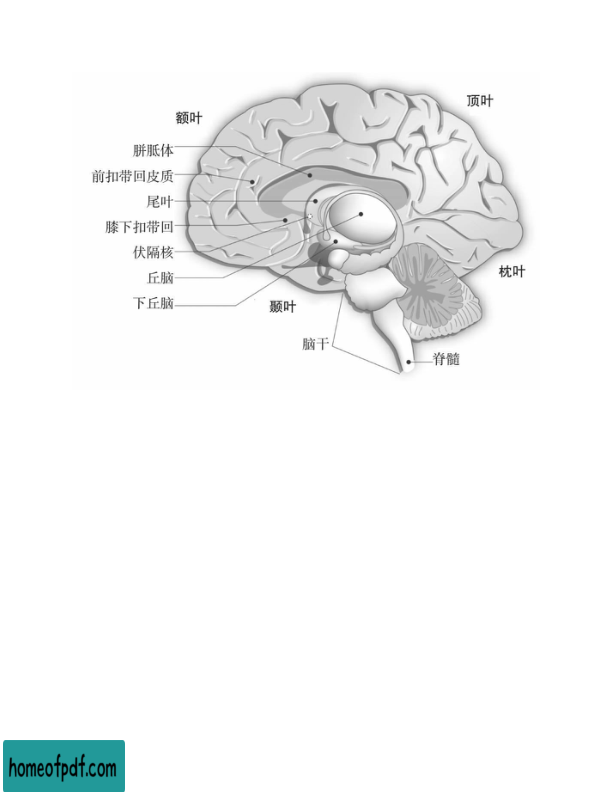 顶叶
额叶
胼胝体
前扣带回皮质
尾叶
膝下扣带回
伏隔核
枕叶
丘脑
下丘脑
颞叶
脑干
脊髓
homeofpdf.com